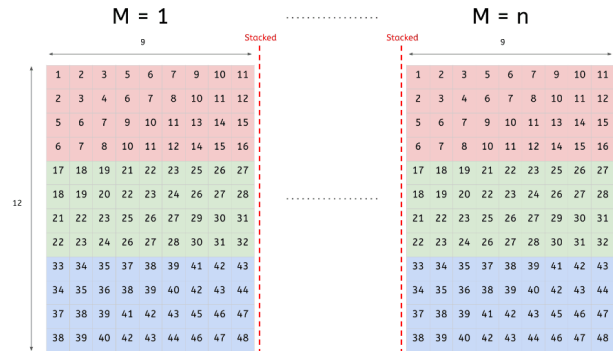 M = 1 .................... M = n
9 Stacked Stacked 9
1 2 3 5 6 7 9 10 11 1 2 3 5 6 7 9 10 11
2 3 4 6 7 8 10 11 12 2 3 4 6 7 8 10 11 12
5 6 7 9 10 11 13 14 15 5 6 7 9 10 11 13 14 15
6 7 8 10 11 12 14 15 16 6 7 8 10 11 12 14 15 16
17 18 19 21 22 23 25 26 27 17 18 19 21 22 23 25 26 27
12 18 19 20 22 23 24 26 27 28 .................... 18 19 20 22 23 24 26 27 28
21 22 23 25 26 27 29 30 31 21 22 23 25 26 27 29 30 31
22 23 24 26 27 28 30 31 32 22 23 24 26 27 28 30 31 32
33 34 35 37 38 39 41 42 43 33 34 35 37 38 39 41 42 43
34 35 36 38 39 40 42 43 44 34 35 36 38 39 40 42 43 44
37 38 39 41 42 43 45 46 47 37 38 39 41 42 43 45 46 47
38 39 40 42 43 44 46 47 48 38 39 40 42 43 44 46 47 48